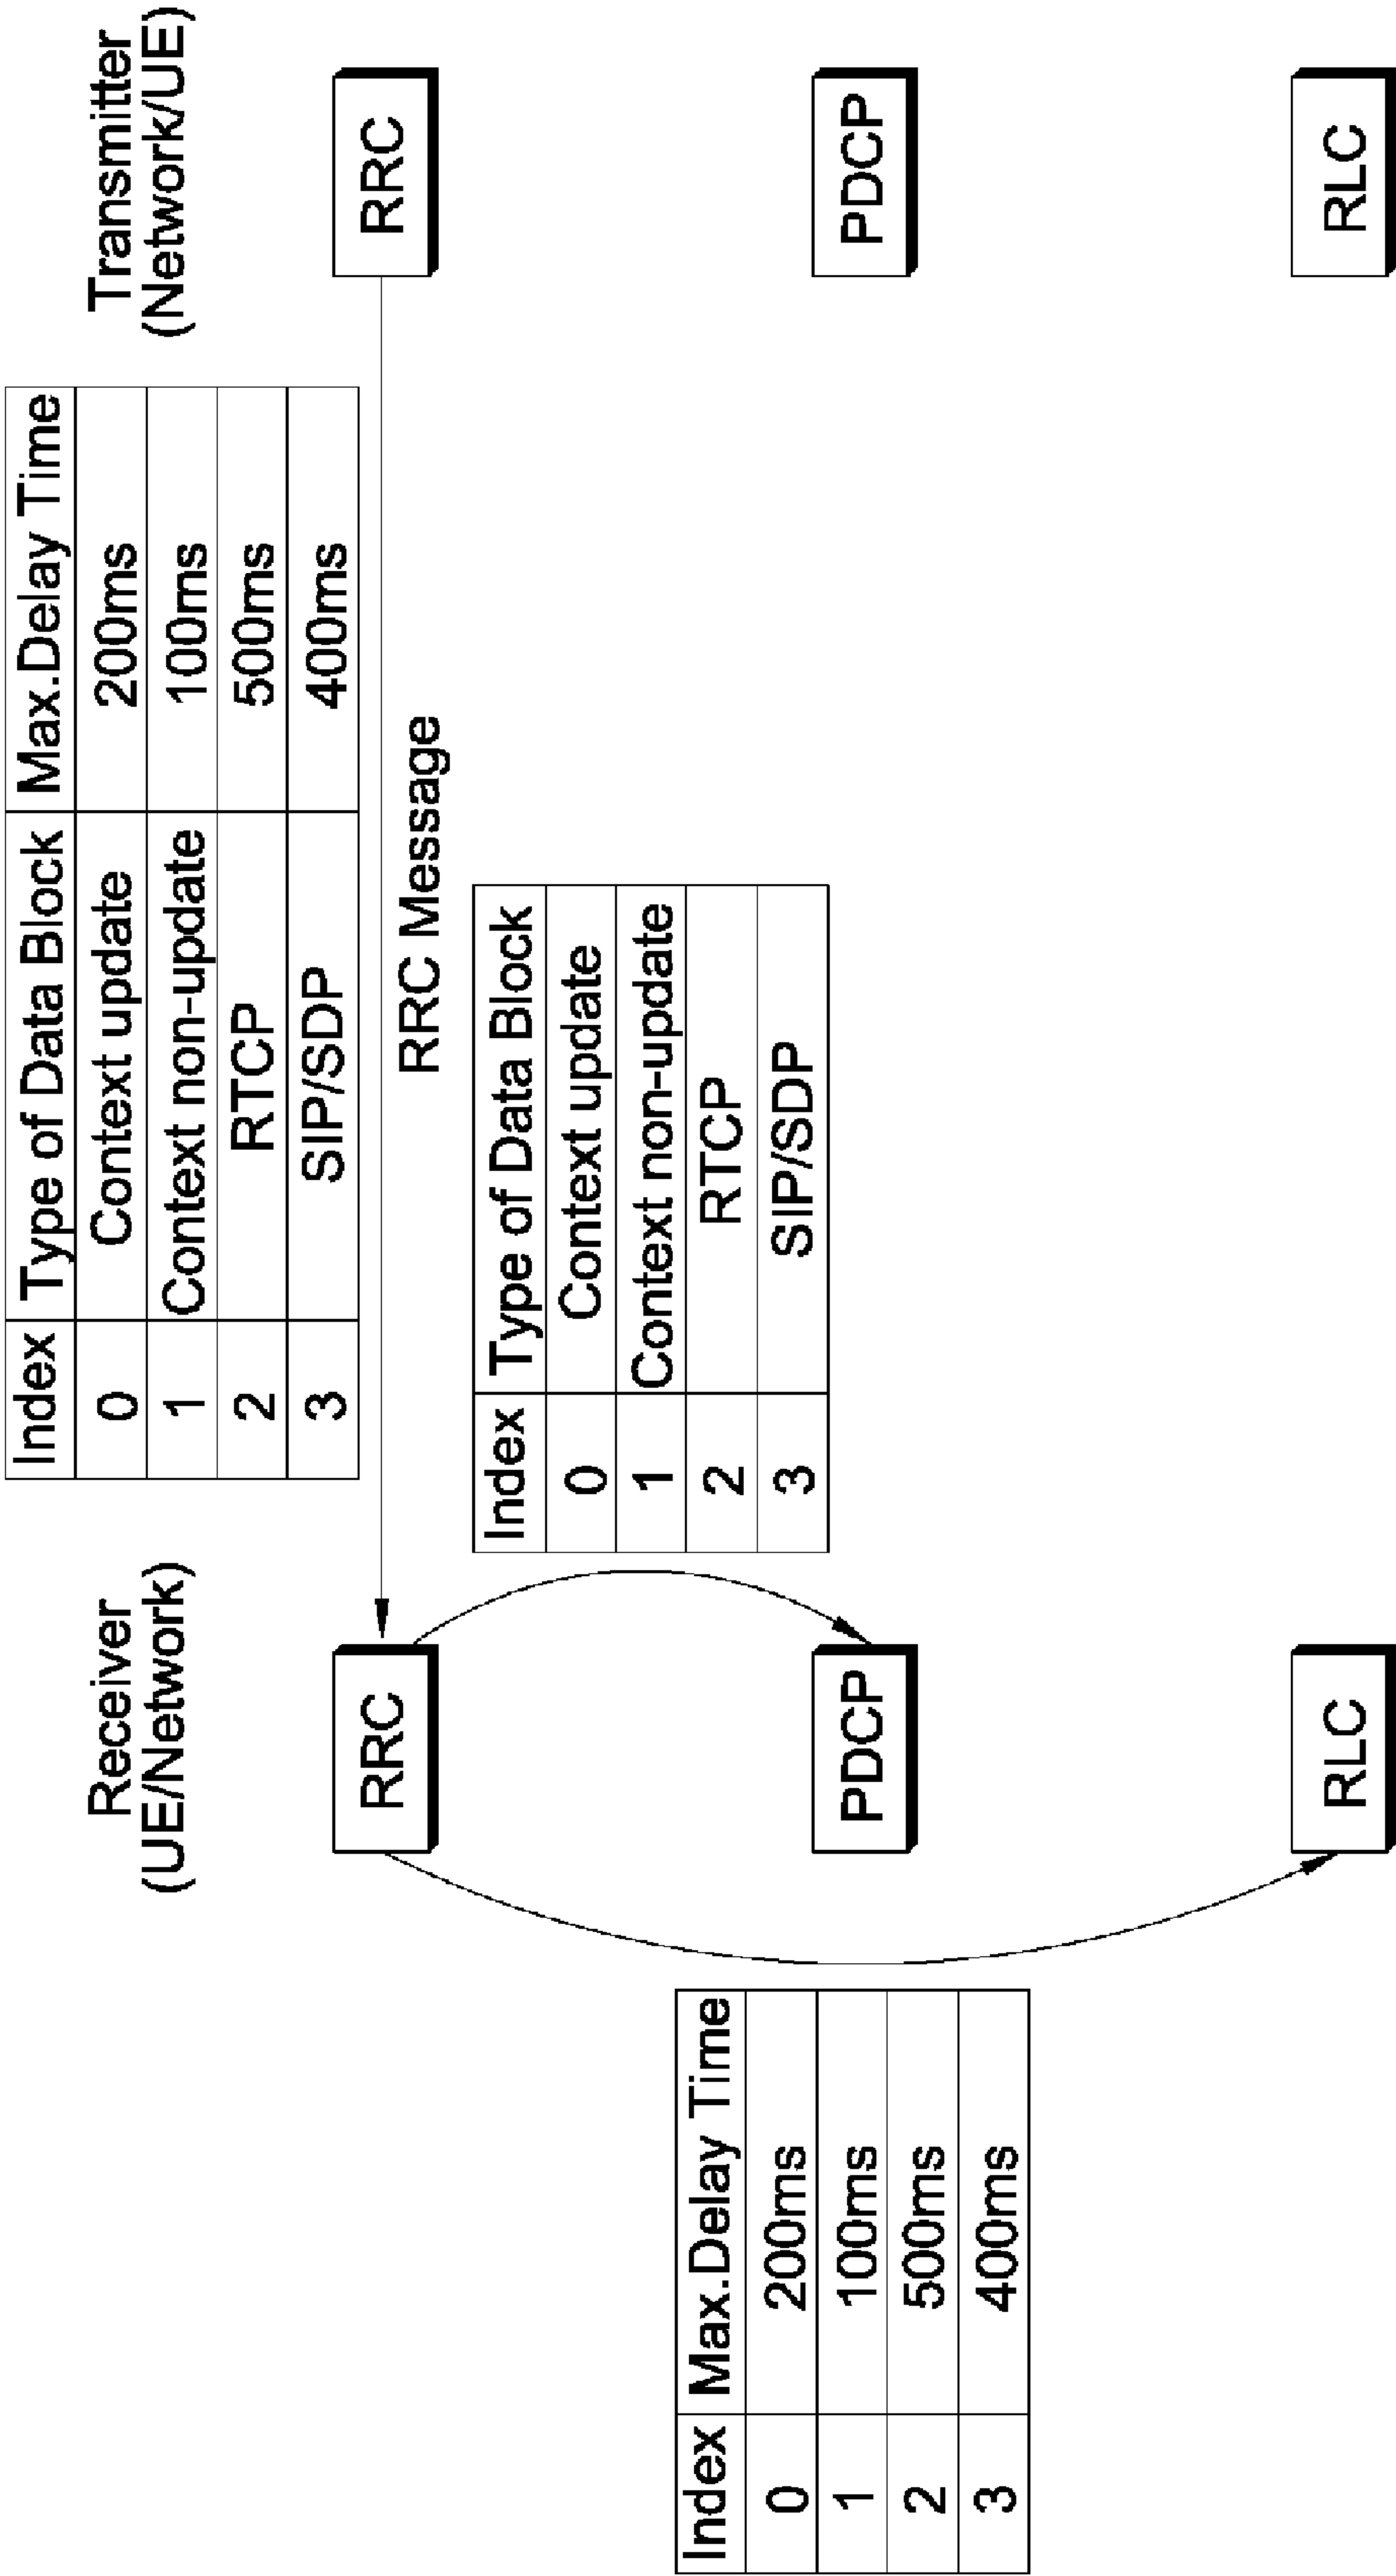 Receiver
(UE/Network)
Transmitter
(Network/UE)
Index Type of Data Block Max.Delay Time
0 Context update 200ms
1 Context non-update 100ms
2 RTCP 500ms
3 SIP/SDP 400ms
RRC
RRC
RRC Message
Index Type of Data Block
0 Context update
1 Context non-update
2 RTCP
3 SIP/SDP
Index Max.Delay Time
0 200ms
1 100ms
2 500ms
3 400ms
PDCP
PDCP
RLC
RLC